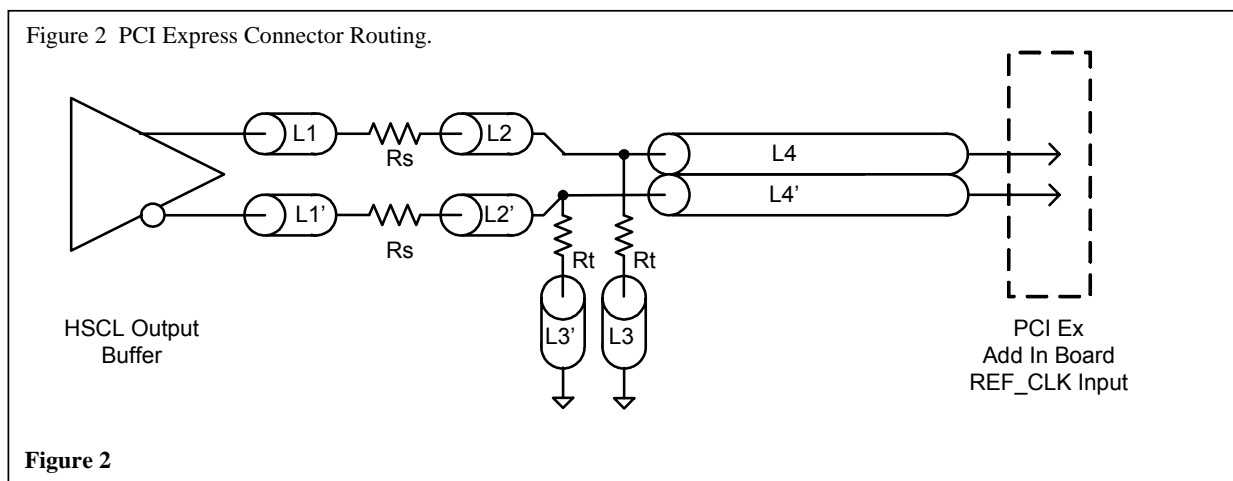 Figure 2 PCI Express Connector Routing.
L1
Rs
L2
L4
L1’
Rs
L2’
L4’
Rt
Rt
L3’
L3
HSCL Output
Buffer
PCI Ex
Add In Board
REF_CLK Input
Figure 2